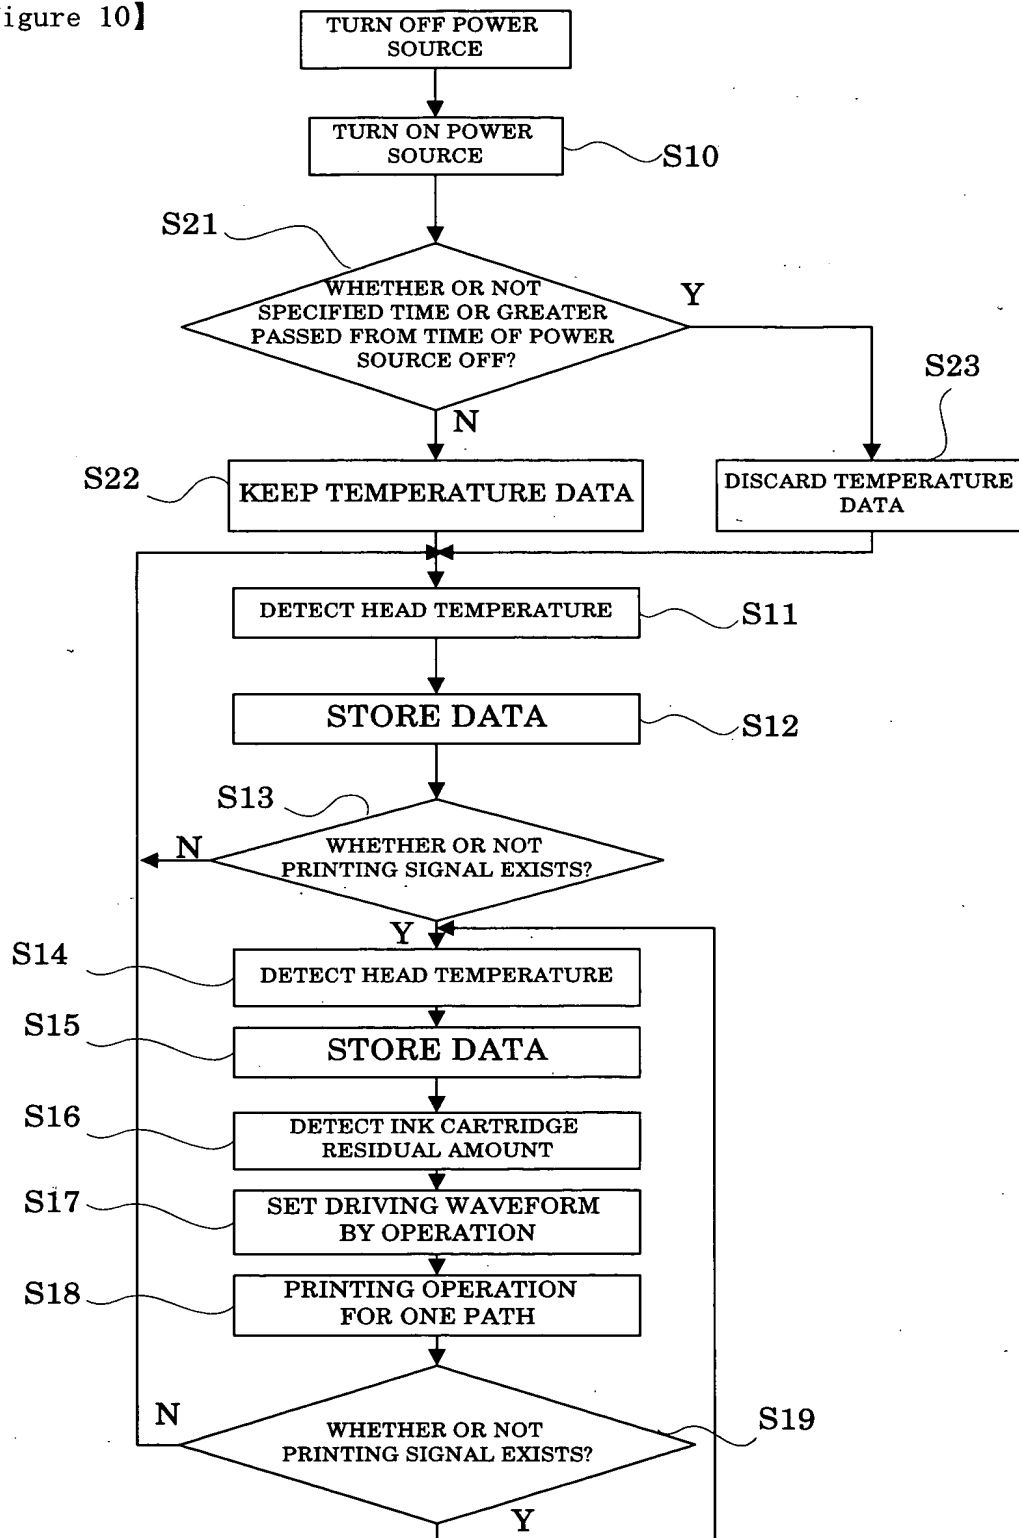 igure 10】
TURN OFF POWER
SOURCE
TURN ON POWER
SOURCE
S10
S21
WHETHER OR NOT
SPECIFIED TIME OR GREATER
PASSED FROM TIME OF POWER
SOURCE OFF?
Y
N
S23
S22
KEEP TEMPERATURE DATA
DISCARD TEMPERATURE
DATA
DETECT HEAD TEMPERATURE
S11
STORE DATA
S12
S13
WHETHER OR NOT
PRINTING SIGNAL EXISTS?
N
Y
S14
DETECT HEAD TEMPERATURE
S15
STORE DATA
S16
DETECT INK CARTRIDGE
RESIDUAL AMOUNT
S17
SET DRIVING WAVEFORM
BY OPERATION
S18
PRINTING OPERATION
FOR ONE PATH
N
WHETHER OR NOT
PRINTING SIGNAL EXISTS?
S19
Y